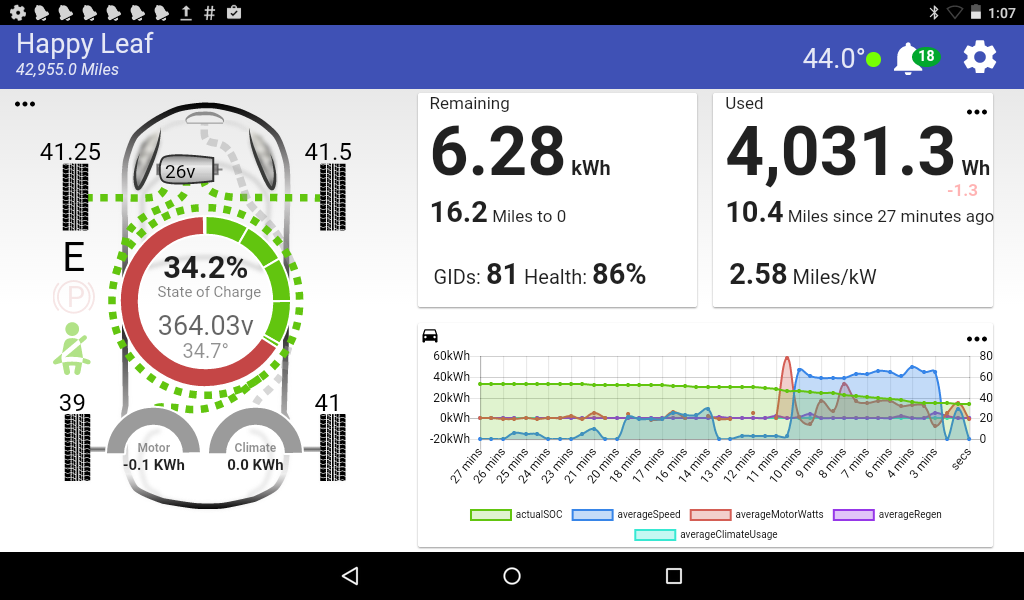 1:07
Happy Leaf
42,955.0 Miles
44.0°
18
41.25
41.5
26v
E
P
34.2%
State of Charge
364.03v
34.7°
39
41
Motor
-0.1 KWh
Climate
0.0 KWh
Remaining
6.28 kWh
16.2 Miles to 0
GIDs: 81 Health: 86%
Used
4,031.3 Wh
-1.3
10.4 Miles since 27 minutes ago
2.58 Miles/kW
60kWh
40kWh
20kWh
0kWh
-20kWh
80
60
40
20
0
27 mins
26 mins
25 mins
24 mins
23 mins
21 mins
20 mins
18 mins
17 mins
16 mins
14 mins
13 mins
12 mins
11 mins
10 mins
9 mins
8 mins
7 mins
6 mins
4 mins
3 mins
secs
actualSOC
averageSpeed
averageMotorWatts
averageRegen
averageClimateUsage